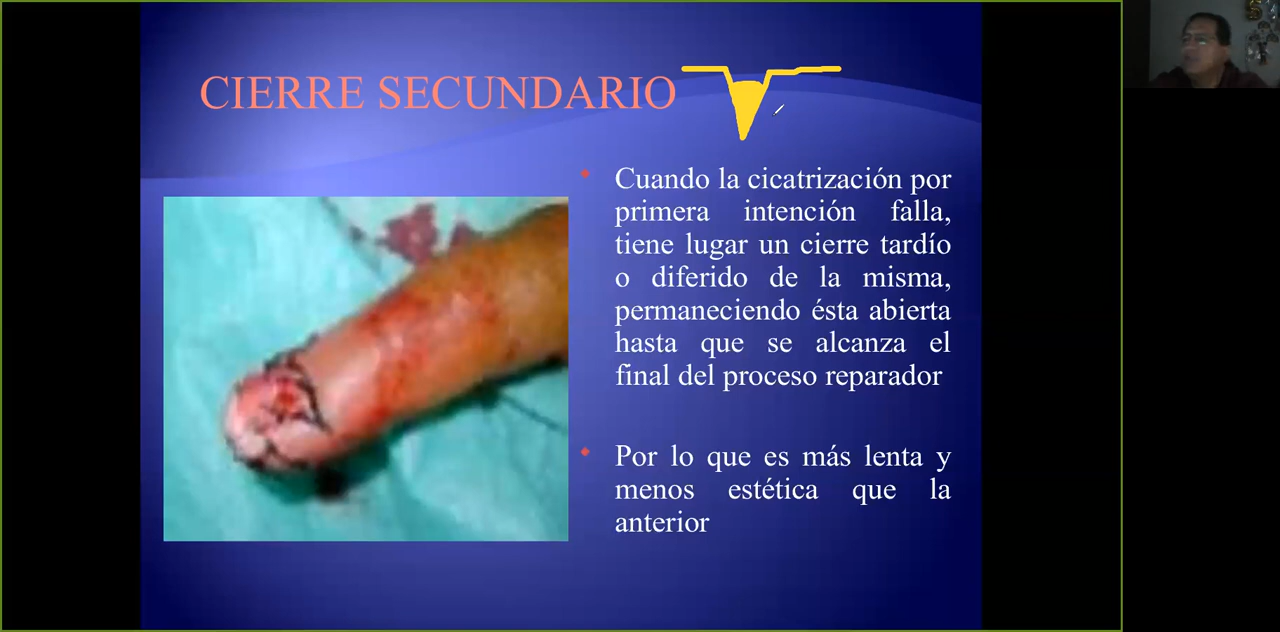 CIERRE SECUNDARIO
Cuando la cicatrización por
primera intención falla,
tiene lugar un cierre tardío
o diferido de la misma,
permaneciendo ésta abierta
hasta que se alcanza el
final del proceso reparador
Por lo que es más lenta y
menos estética que la
anterior